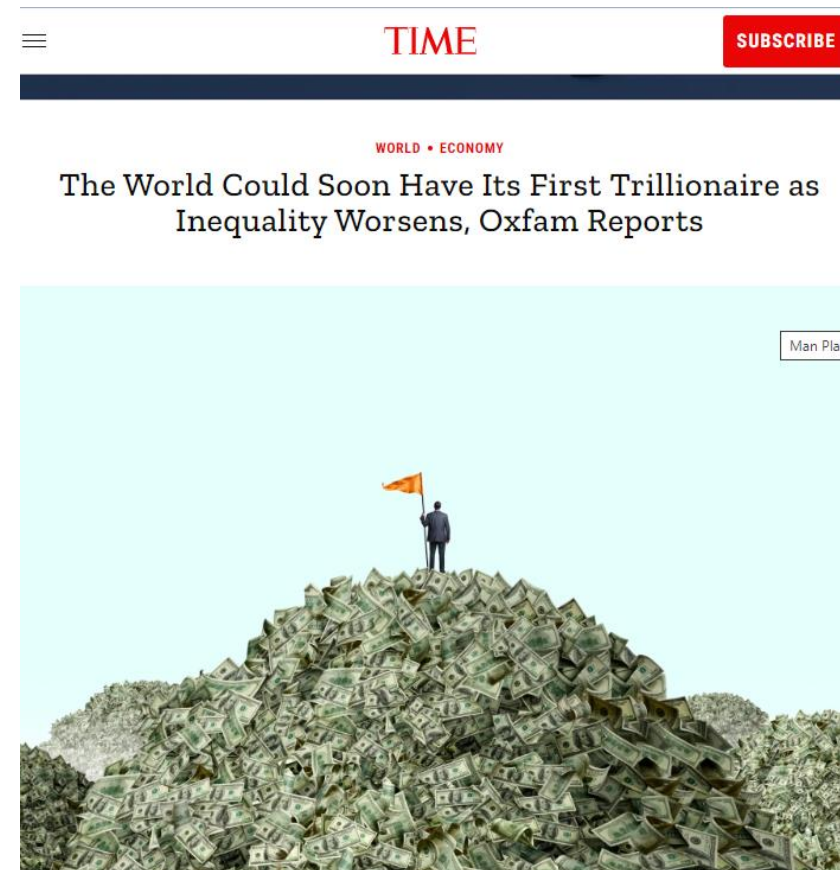 TIME
SUBSCRIBE
WORLD • ECONOMY
The World Could Soon Have Its First Trillionaire as
Inequality Worsens, Oxfam Reports
Man Pla